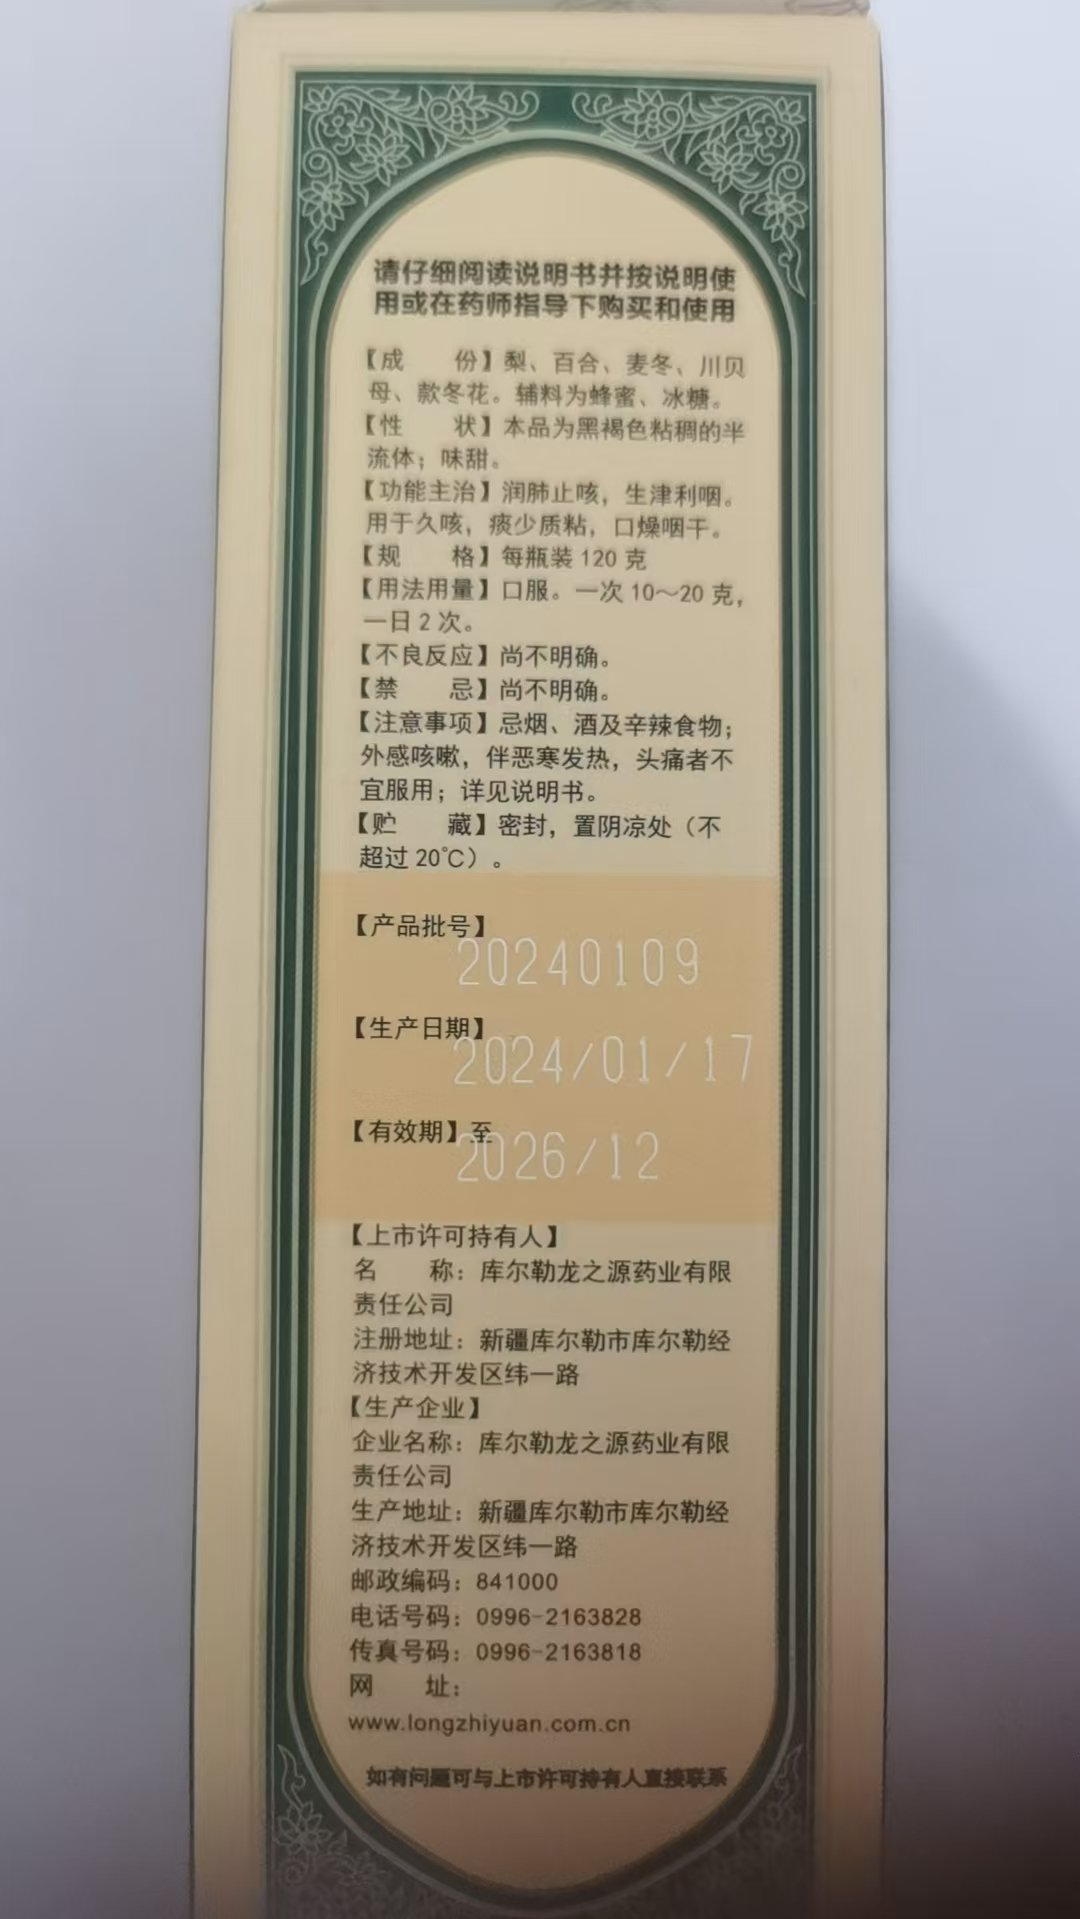 请仔细阅读说明书并按说明使
用或在药师指导下购买和使用
【成　　份】梨、百合、麦冬、川贝
母、款冬花。辅料为蜂蜜、冰糖。
【性　　状】本品为黑褐色粘稠的半
流体；味甜。
【功能主治】润肺止咳，生津利咽。
用于久咳，痰少质粘，口燥咽干。
【规　　格】每瓶装 120 克
【用法用量】口服。一次 10～20 克，
一日 2 次。
【不良反应】尚不明确。
【禁　　忌】尚不明确。
【注意事项】忌烟、酒及辛辣食物；
外感咳嗽，伴恶寒发热，头痛者不
宜服用；详见说明书。
【贮　　藏】密封，置阴凉处（不
超过 20℃）。
【产品批号】
20240109
【生产日期】
2024/01/17
【有效期】至
2026/12
【上市许可持有人】
名　　称：库尔勒龙之源药业有限
责任公司
注册地址：新疆库尔勒市库尔勒经
济技术开发区纬一路
【生产企业】
企业名称：库尔勒龙之源药业有限
责任公司
生产地址：新疆库尔勒市库尔勒经
济技术开发区纬一路
邮政编码：841000
电话号码：0996-2163828
传真号码：0996-2163818
网　　址：
www.longzhiyuan.com.cn
如有问题可与上市许可持有人直接联系